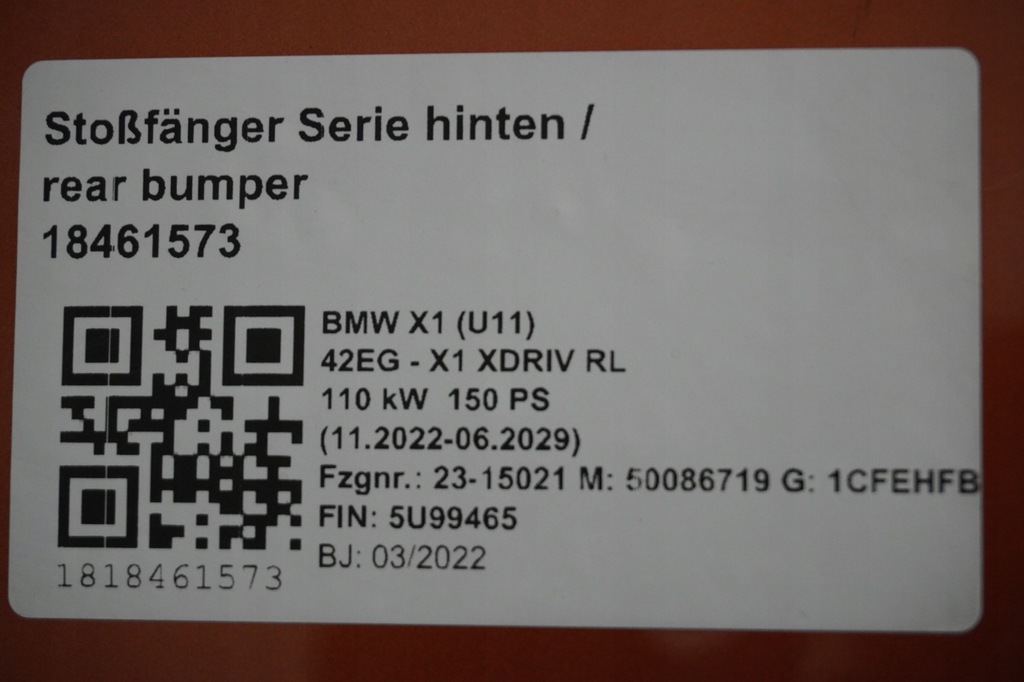 Stoßfänger Serie hinten /
rear bumper
18461573
BMW X1 (U11)
42EG - X1 XDRIV RL
110 kW 150 PS
(11.2022-06.2029)
Fzgnr.: 23-15021 M: 50086719 G: 1CFEHFB
FIN: 5U99465
BJ: 03/2022
1818461573